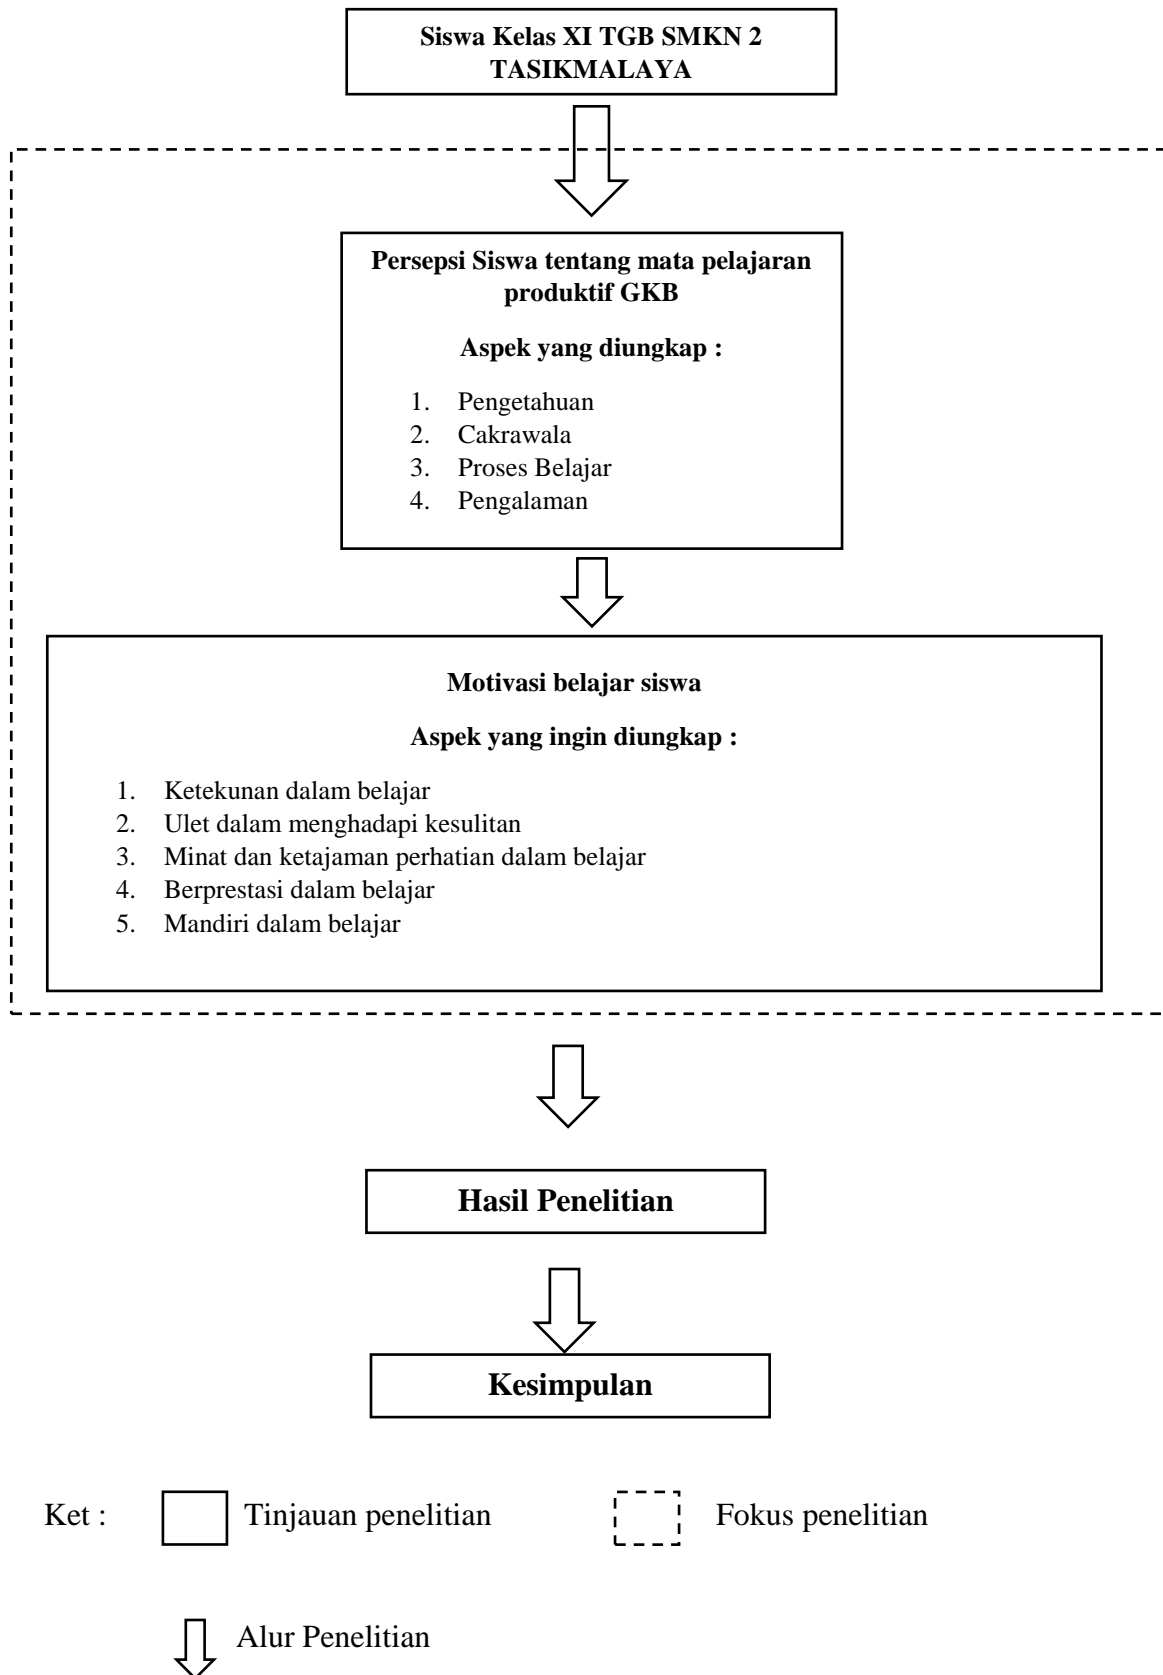 Siswa Kelas XI TGB SMKN 2
TASIKMALAYA
Persepsi Siswa tentang mata pelajaran
produktif GKB
Aspek yang diungkap :
1. Pengetahuan
2. Cakrawala
3. Proses Belajar
4. Pengalaman
Motivasi belajar siswa
Aspek yang ingin diungkap :
1. Ketekunan dalam belajar
2. Ulet dalam menghadapi kesulitan
3. Minat dan ketajaman perhatian dalam belajar
4. Berprestasi dalam belajar
5. Mandiri dalam belajar
Hasil Penelitian
Kesimpulan
Ket : Tinjauan penelitian Fokus penelitian
Alur Penelitian